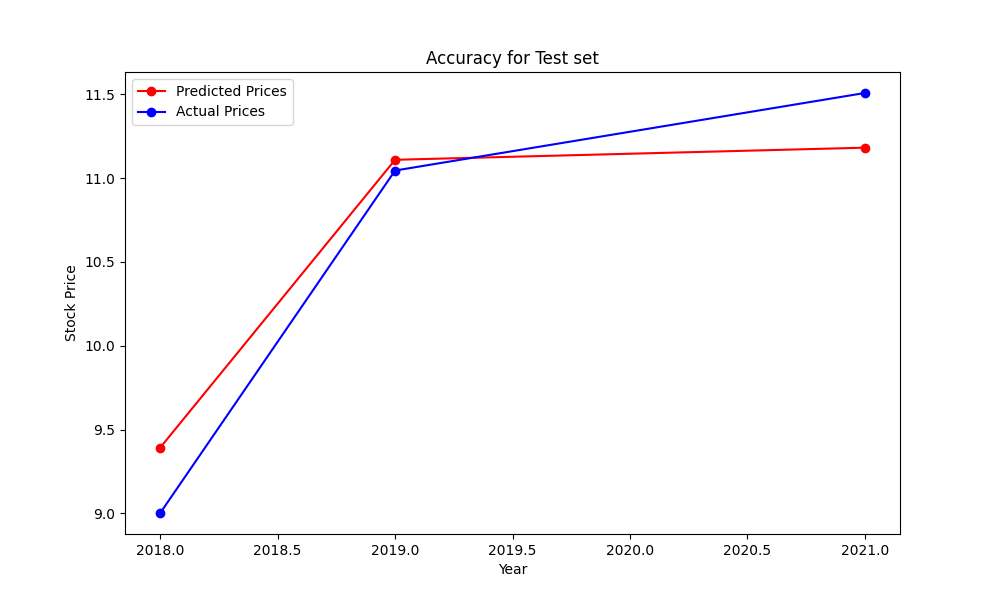 Accuracy for Test set
Predicted Prices
Actual Prices
11.5
11.0
10.5
10.0
9.5
9.0
Stock Price
2018.0 2018.5 2019.0 2019.5 2020.0 2020.5 2021.0
Year